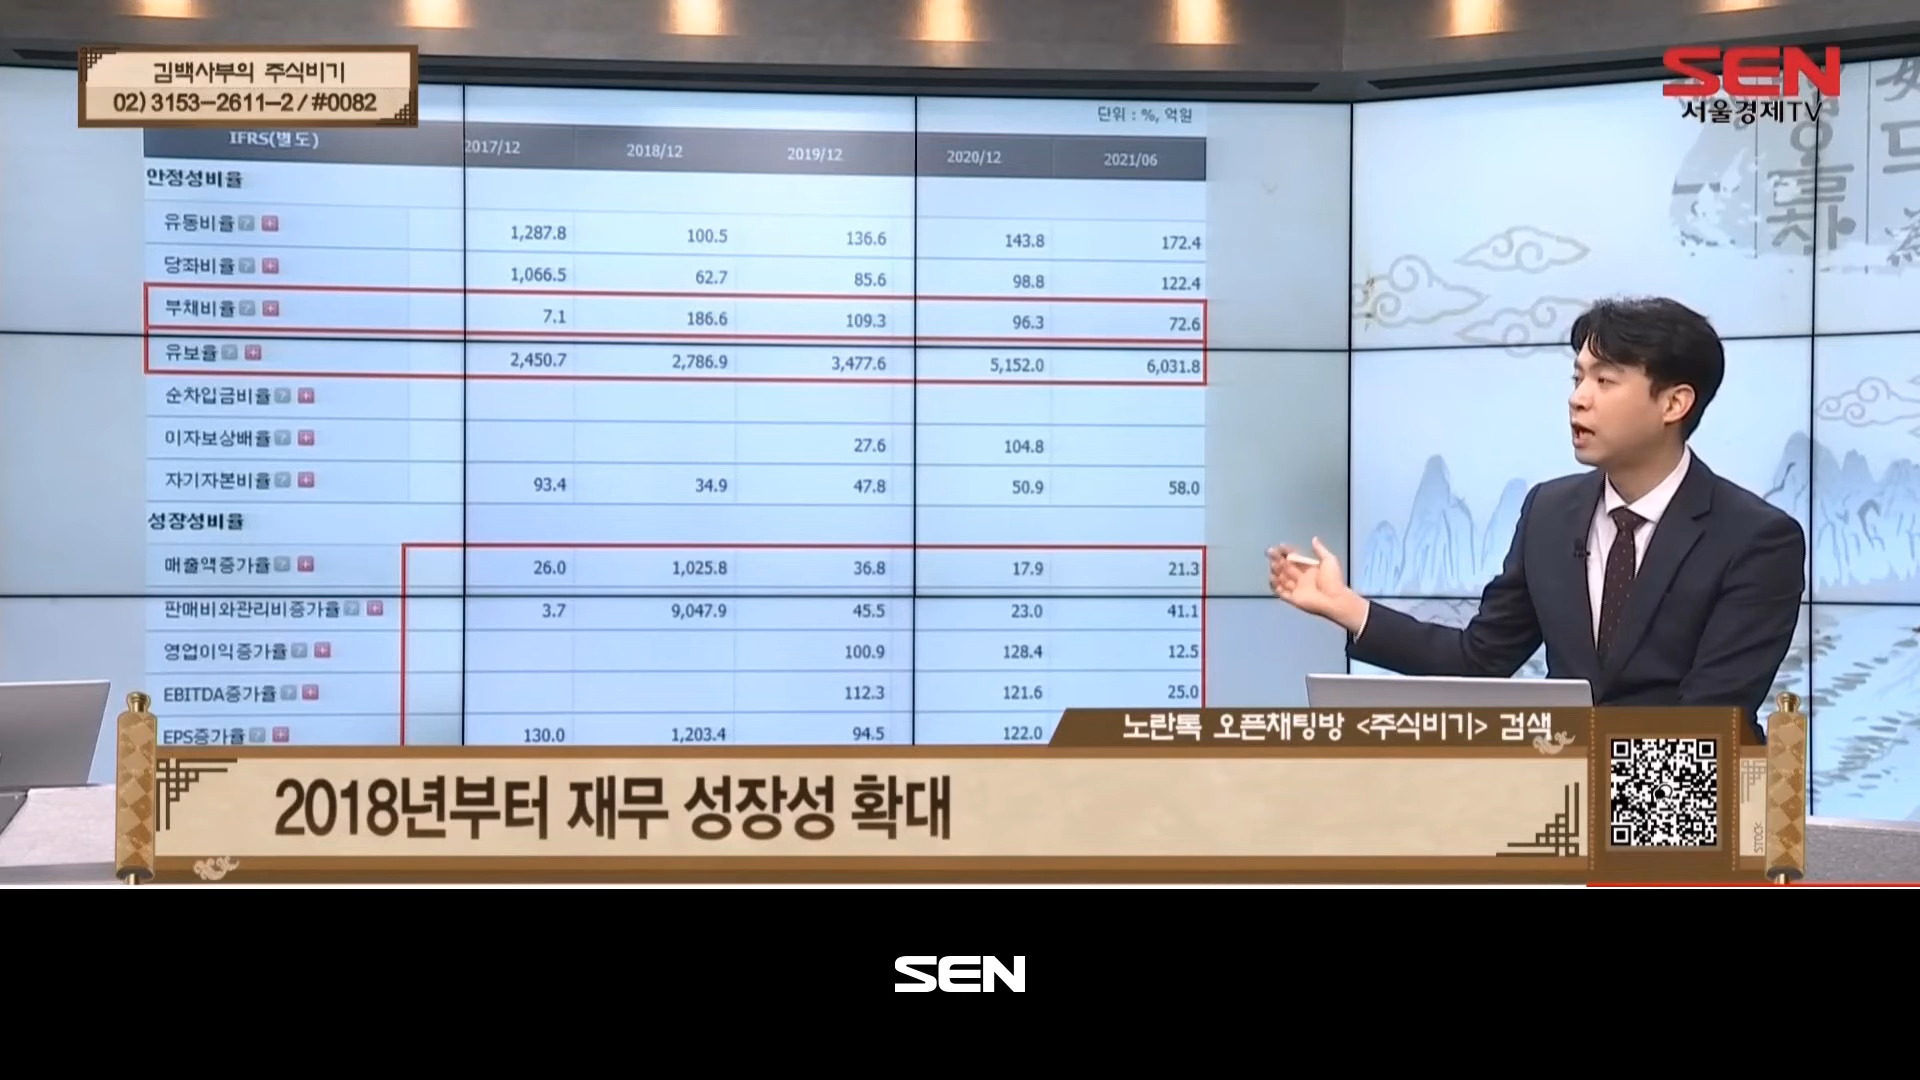 김백사부의 주식비기
02) 3153-2611-2 / #0082
SEN
서울경제TV
단위 : %, 억원
IFRS(별도) 2017/12 2018/12 2019/12 2020/12 2021/06
안정성비율
유동비율 1,287.8 100.5 136.6 143.8 172.4
당좌비율 1,066.5 62.7 85.6 98.8 122.4
부채비율 7.1 186.6 109.3 96.3 72.6
유보율 2,450.7 2,786.9 3,477.6 5,152.0 6,031.8
순차입금비율
이자보상배율 27.6 104.8
자기자본비율 93.4 34.9 47.8 50.9 58.0
성장성비율
매출액증가율 26.0 1,025.8 36.8 17.9 21.3
판매비와관리비증가율 3.7 9,047.9 45.5 23.0 41.1
영업이익증가율 100.9 128.4 12.5
EBITDA증가율 112.3 121.6 25.0
EPS증가율 130.0 1,203.4 94.5 122.0
노란톡 오픈채팅방 <주식비기> 검색
2018년부터 재무 성장성 확대
STOCK
SEN